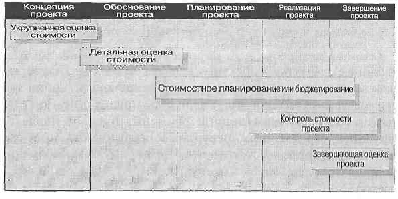 Концепция
проекта
Обоснование
проекта
Планирование
проекта
Реализация
проекта
Завершение
проекта
Укрупненная оценка
стоимости
Детальная оценка
стоимости
Стоимостное планирование или бюджетирование
Контроль стоимости
проекта
Завершающая оценка
проекта